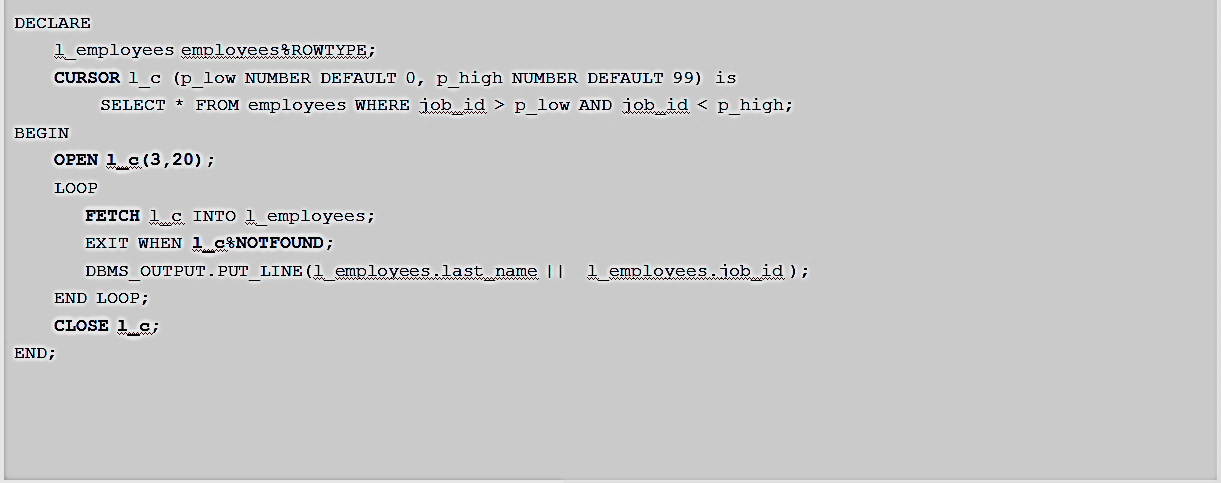 DECLARE
l_employees employees%ROWTYPE;
CURSOR l_c (p_low NUMBER DEFAULT 0, p_high NUMBER DEFAULT 99) is
SELECT * FROM employees WHERE job_id > p_low AND job_id < p_high;
BEGIN
OPEN l_c(3,20);
LOOP
FETCH l_c INTO l_employees;
EXIT WHEN l_c%NOTFOUND;
DBMS_OUTPUT.PUT_LINE(l_employees.last_name || l_employees.job_id );
END LOOP;
CLOSE l_c;
END;